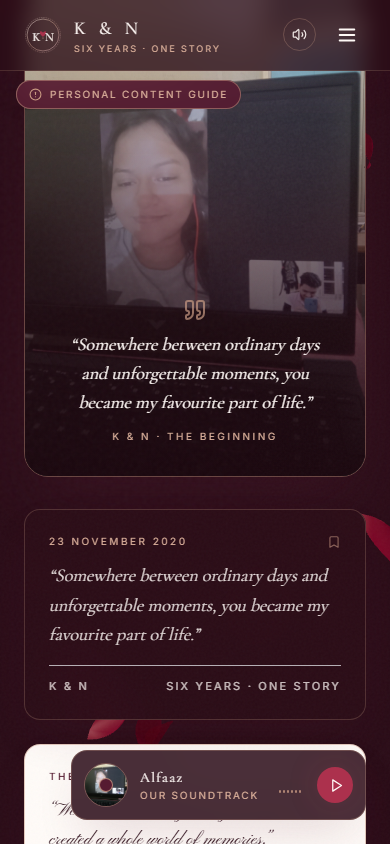 K♥N
K & N
SIX YEARS · ONE STORY
PERSONAL CONTENT GUIDE
“Somewhere between ordinary days
and unforgettable moments, you
became my favourite part of life.”
K & N · THE BEGINNING
23 NOVEMBER 2020
“Somewhere between ordinary days and
unforgettable moments, you became my
favourite part of life.”
K & N
SIX YEARS · ONE STORY
Alfaaz
OUR SOUNDTRACK
created a whole world of memories.”